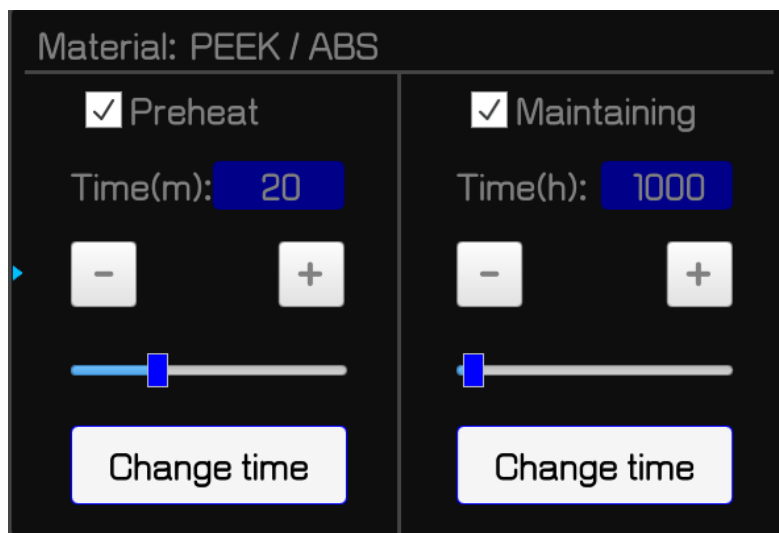 Material: PEEK / ABS
Preheat
Time(m): 20
- +
Change time
Maintaining
Time(h): 1000
- +
Change time